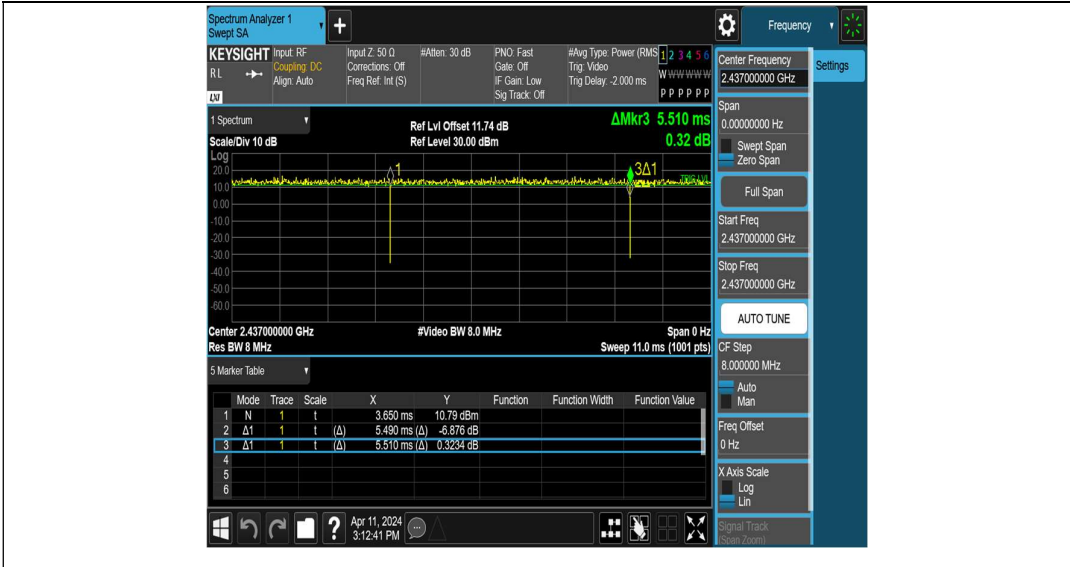 Spectrum Analyzer 1
Swept SA
+
Frequency
KEYSIGHT
RL
LXI
Input: RF
Coupling: DC
Align: Auto
Input Z: 50 Ω
Corrections: Off
Freq Ref: Int (S)
#Atten: 30 dB
PNO: Fast
Gate: Off
IF Gain: Low
Sig Track: Off
#Avg Type: Power (RMS
Trig: Video
Trig Delay: -2.000 ms
1 2 3 4 5 6
W W W W W W
P P P P P P
1 Spectrum
Scale/Div 10 dB
Log
Ref Lvl Offset 11.74 dB
Ref Level 30.00 dBm
ΔMkr3 5.510 ms
0.32 dB
20.0
10.0
0.00
-10.0
-20.0
-30.0
-40.0
-50.0
-60.0
1
3Δ1
TRIG LVL
Center 2.437000000 GHz
#Video BW 8.0 MHz
Span 0 Hz
Res BW 8 MHz
Sweep 11.0 ms (1001 pts)
5 Marker Table
Mode Trace Scale X Y Function Function Width Function Value
1 N 1 t 3.650 ms 10.79 dBm
2 Δ1 1 t (Δ) 5.490 ms (Δ) -6.876 dB
3 Δ1 1 t (Δ) 5.510 ms (Δ) 0.3234 dB
4
5
6
?
Apr 11, 2024
3:12:41 PM
Center Frequency
2.437000000 GHz
Settings
Span
0.00000000 Hz
Swept Span
Zero Span
Full Span
Start Freq
2.437000000 GHz
Stop Freq
2.437000000 GHz
AUTO TUNE
CF Step
8.000000 MHz
Auto
Man
Freq Offset
0 Hz
X Axis Scale
Log
Lin
Signal Track
(Span Zoom)